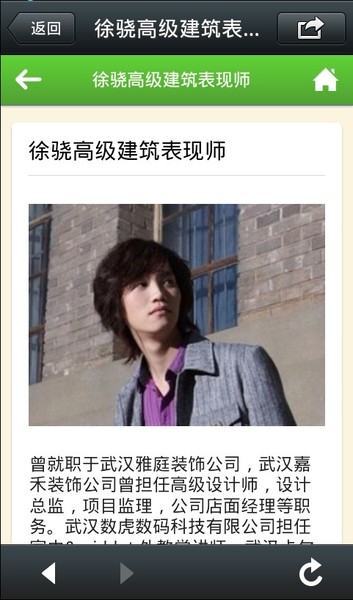 返回
徐骁高级建筑表...
徐骁高级建筑表现师
徐骁高级建筑表现师
曾就职于武汉雅庭装饰公司，武汉嘉
禾装饰公司曾担任高级设计师，设计
总监，项目监理，公司店面经理等职
务。武汉数虎数码科技有限公司担任